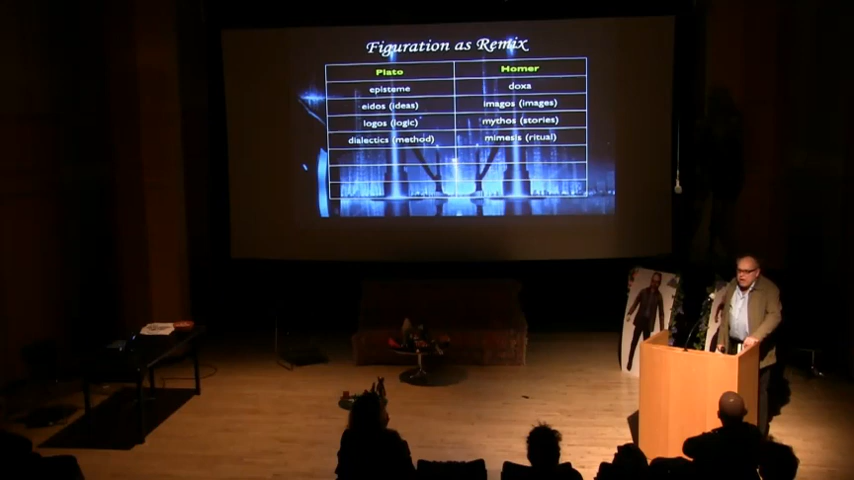 Figuration as Remix
Plato Homer
episteme doxa
eidos (ideas) imagos (images)
logos (logic) mythos (stories)
dialectics (method) mimesis (ritual)